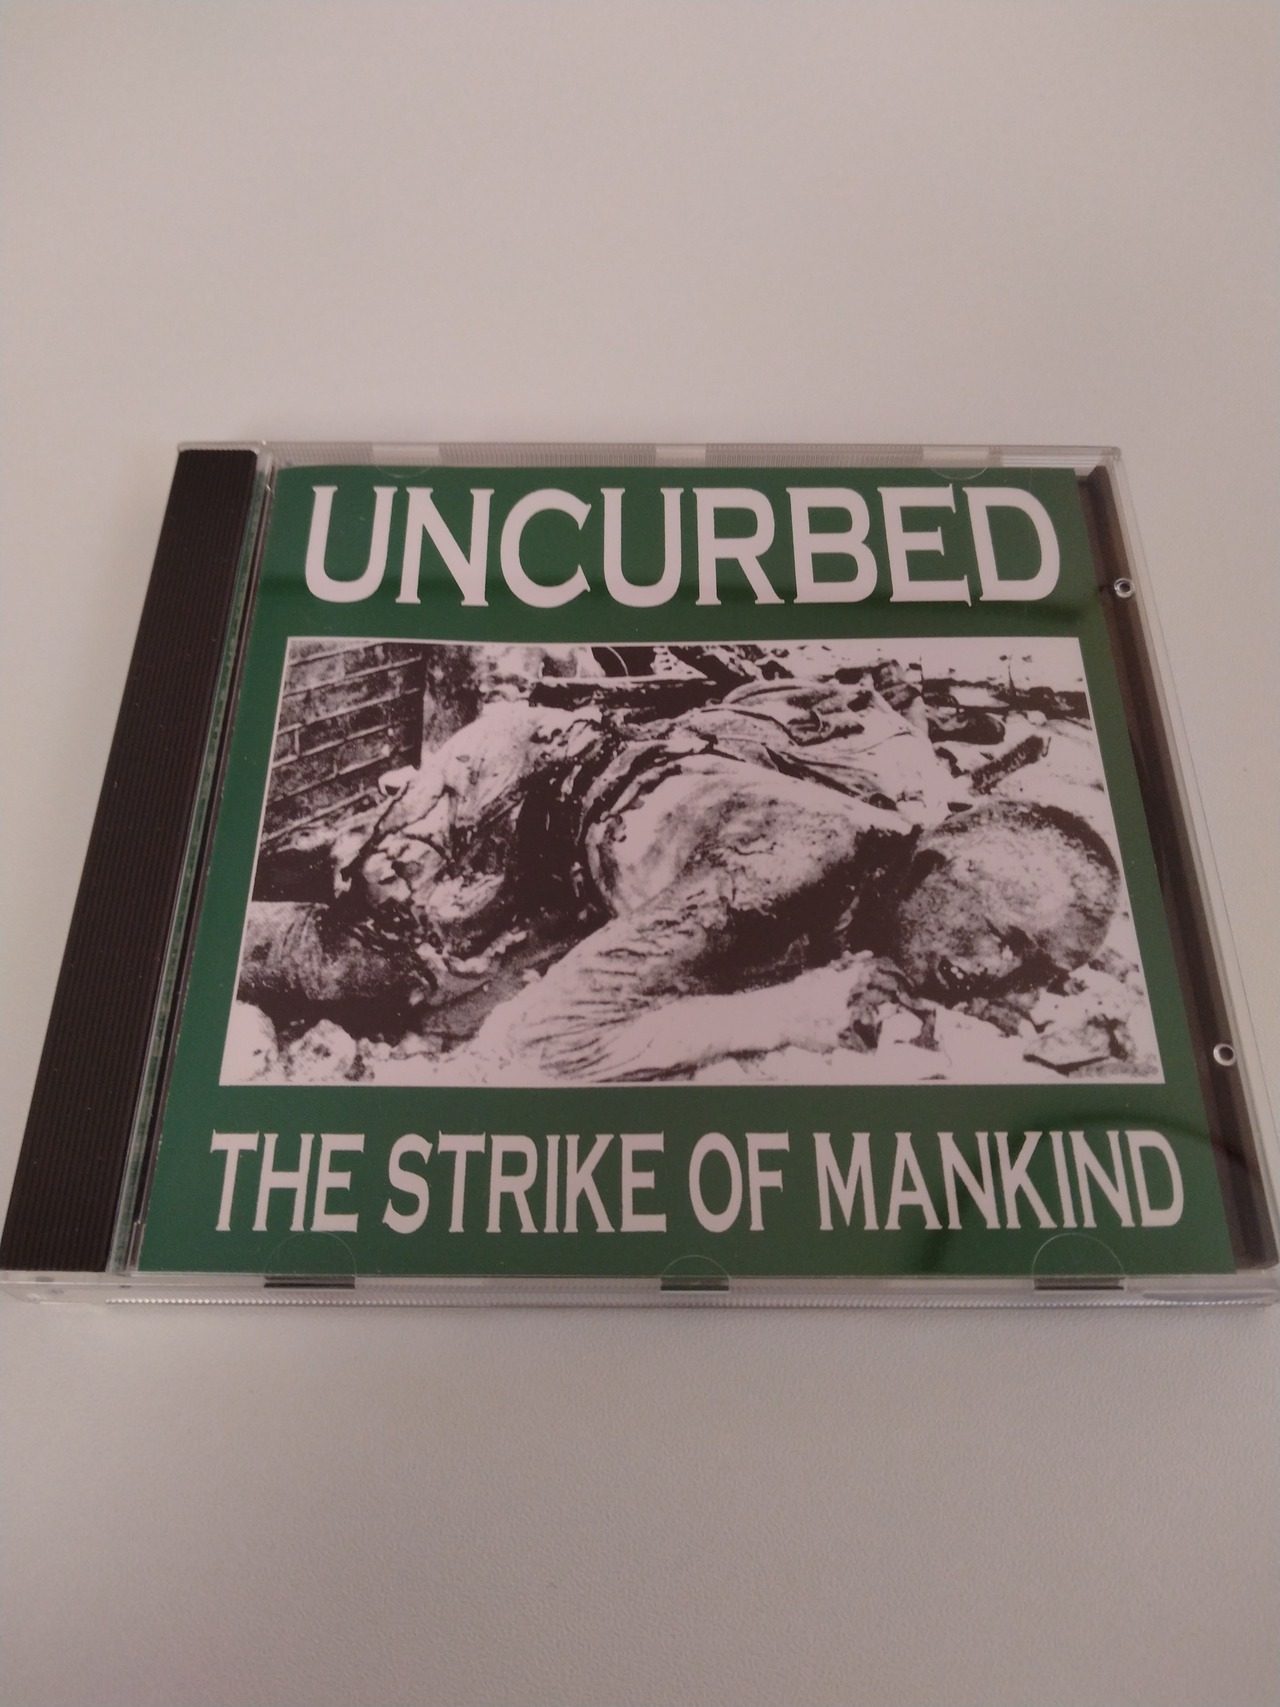 UNCURBED
THE STRIKE OF MANKIND